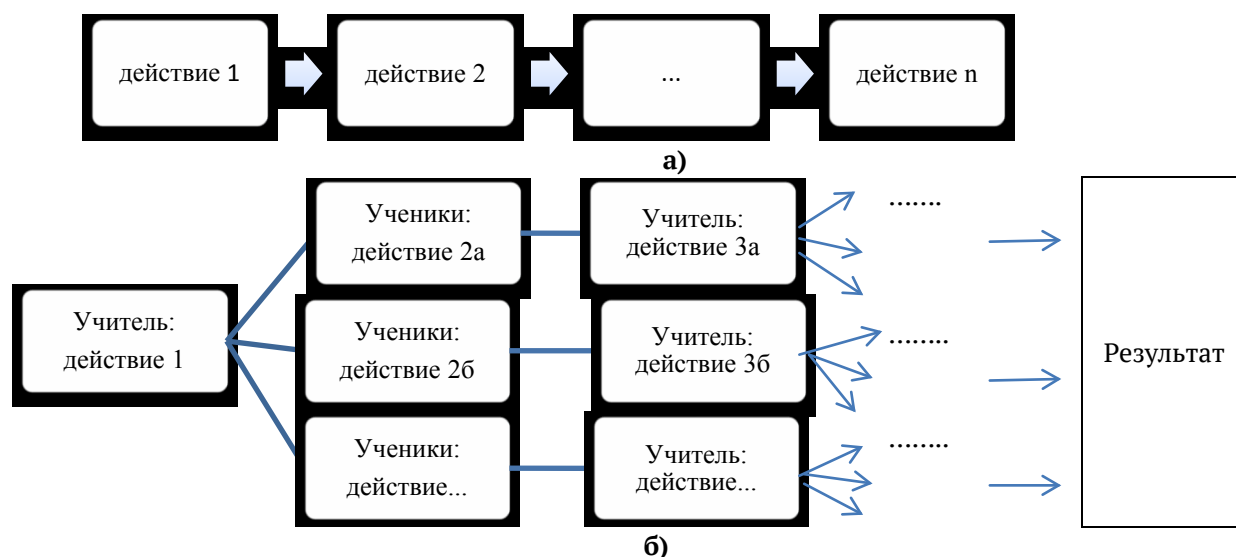 действие 1
действие 2
...
действие n
а)
Ученики:
действие 2а
Учитель:
действие 3а
.......
Учитель:
действие 1
Ученики:
действие 2б
Учитель:
действие 3б
........
Результат
Ученики:
действие...
Учитель:
действие...
........
б)